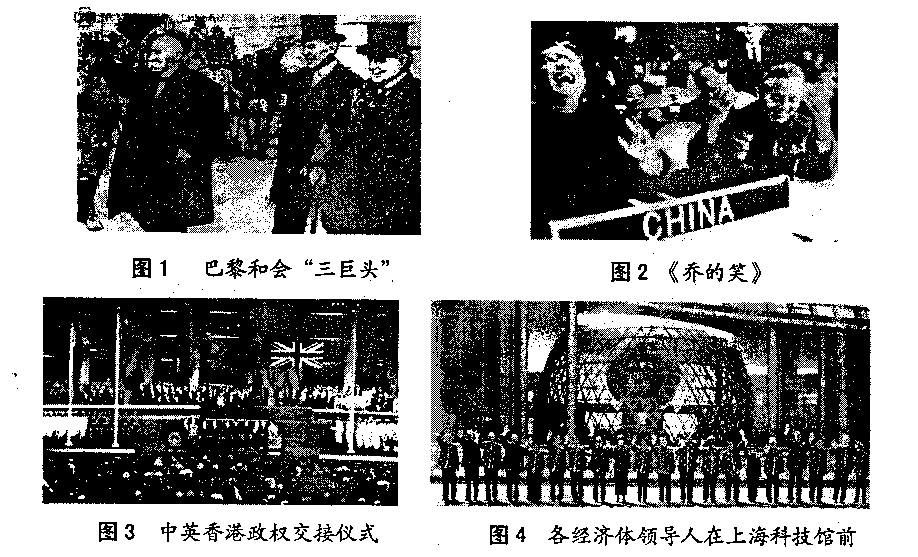 CHINA
图1 巴黎和会“三巨头”
图2 《乔的笑》
图3 中英香港政权交接仪式
图4 各经济体领导人在上海科技馆前